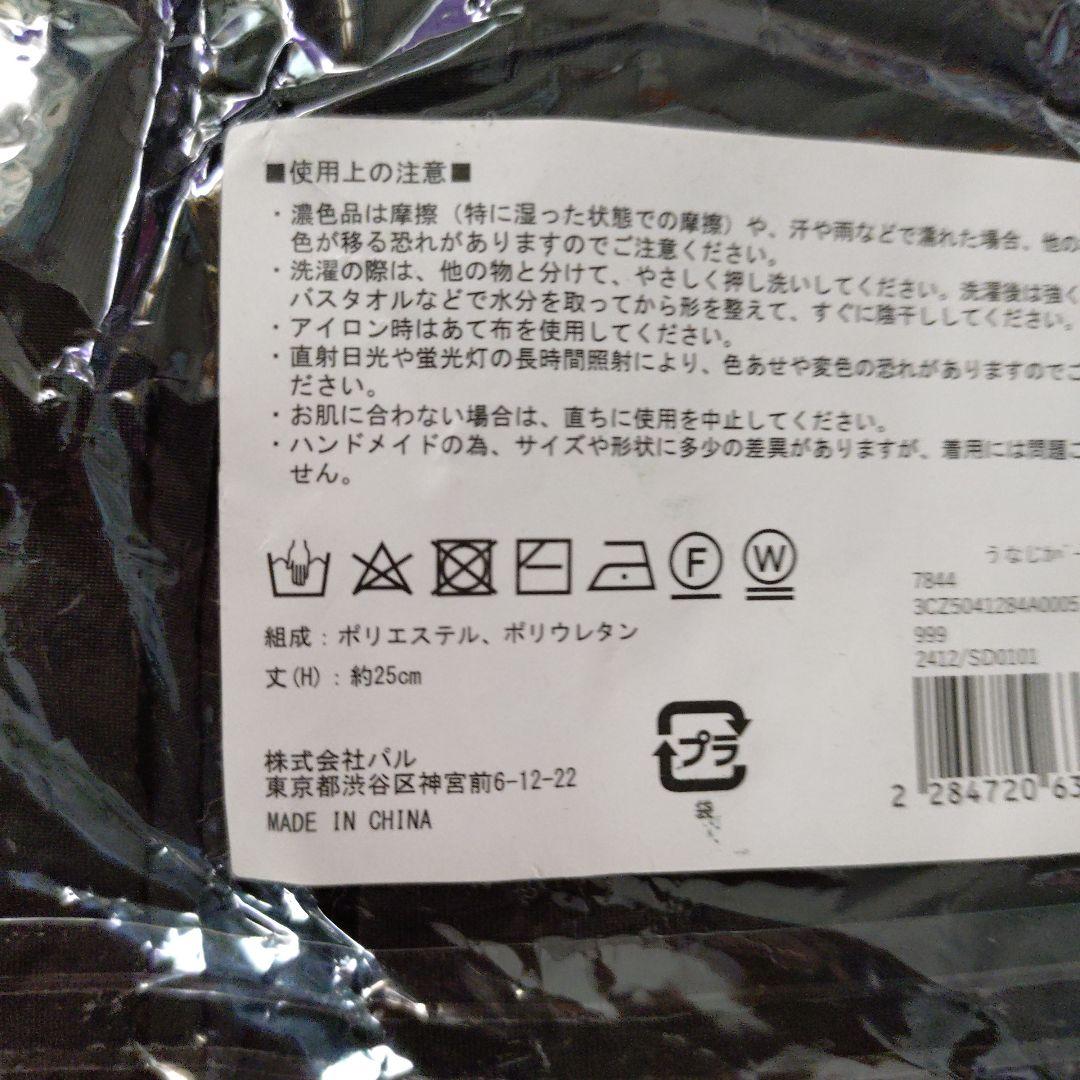 ■使用上の注意■
・濃色品は摩擦（特に湿った状態での摩擦）や、汗や雨などで濡れた場合、他の
色が移る恐れがありますのでご注意ください。
・洗濯の際は、他の物と分けて、やさしく押し洗いしてください。洗濯後は強く
バスタオルなどで水分を取ってから形を整えて、すぐに陰干ししてください。
・アイロン時はあて布を使用してください。
・直射日光や蛍光灯の長時間照射により、色あせや変色の恐れがありますのでご
ださい。
・お肌に合わない場合は、直ちに使用を中止してください。
・ハンドメイドの為、サイズや形状に多少の差異がありますが、着用には問題ご
せん。
F W
組成：ポリエステル、ポリウレタン
丈(H)：約25cm
株式会社パル
東京都渋谷区神宮前6-12-22
MADE IN CHINA
プラ
袋
うなじカバー
7844
3CZ5041284A0005
999
2412/SD0101
2 284720 63